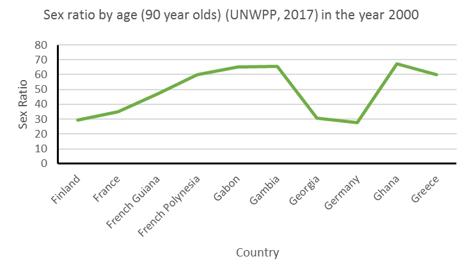 Sex ratio by age (90 year olds) (UNWPP, 2017) in the year 2000
80
70
60
50
40
30
20
10
0
Sex Ratio
Finland
France
French Guiana
French Polynesia
Gabon
Gambia
Georgia
Germany
Ghana
Greece
Country